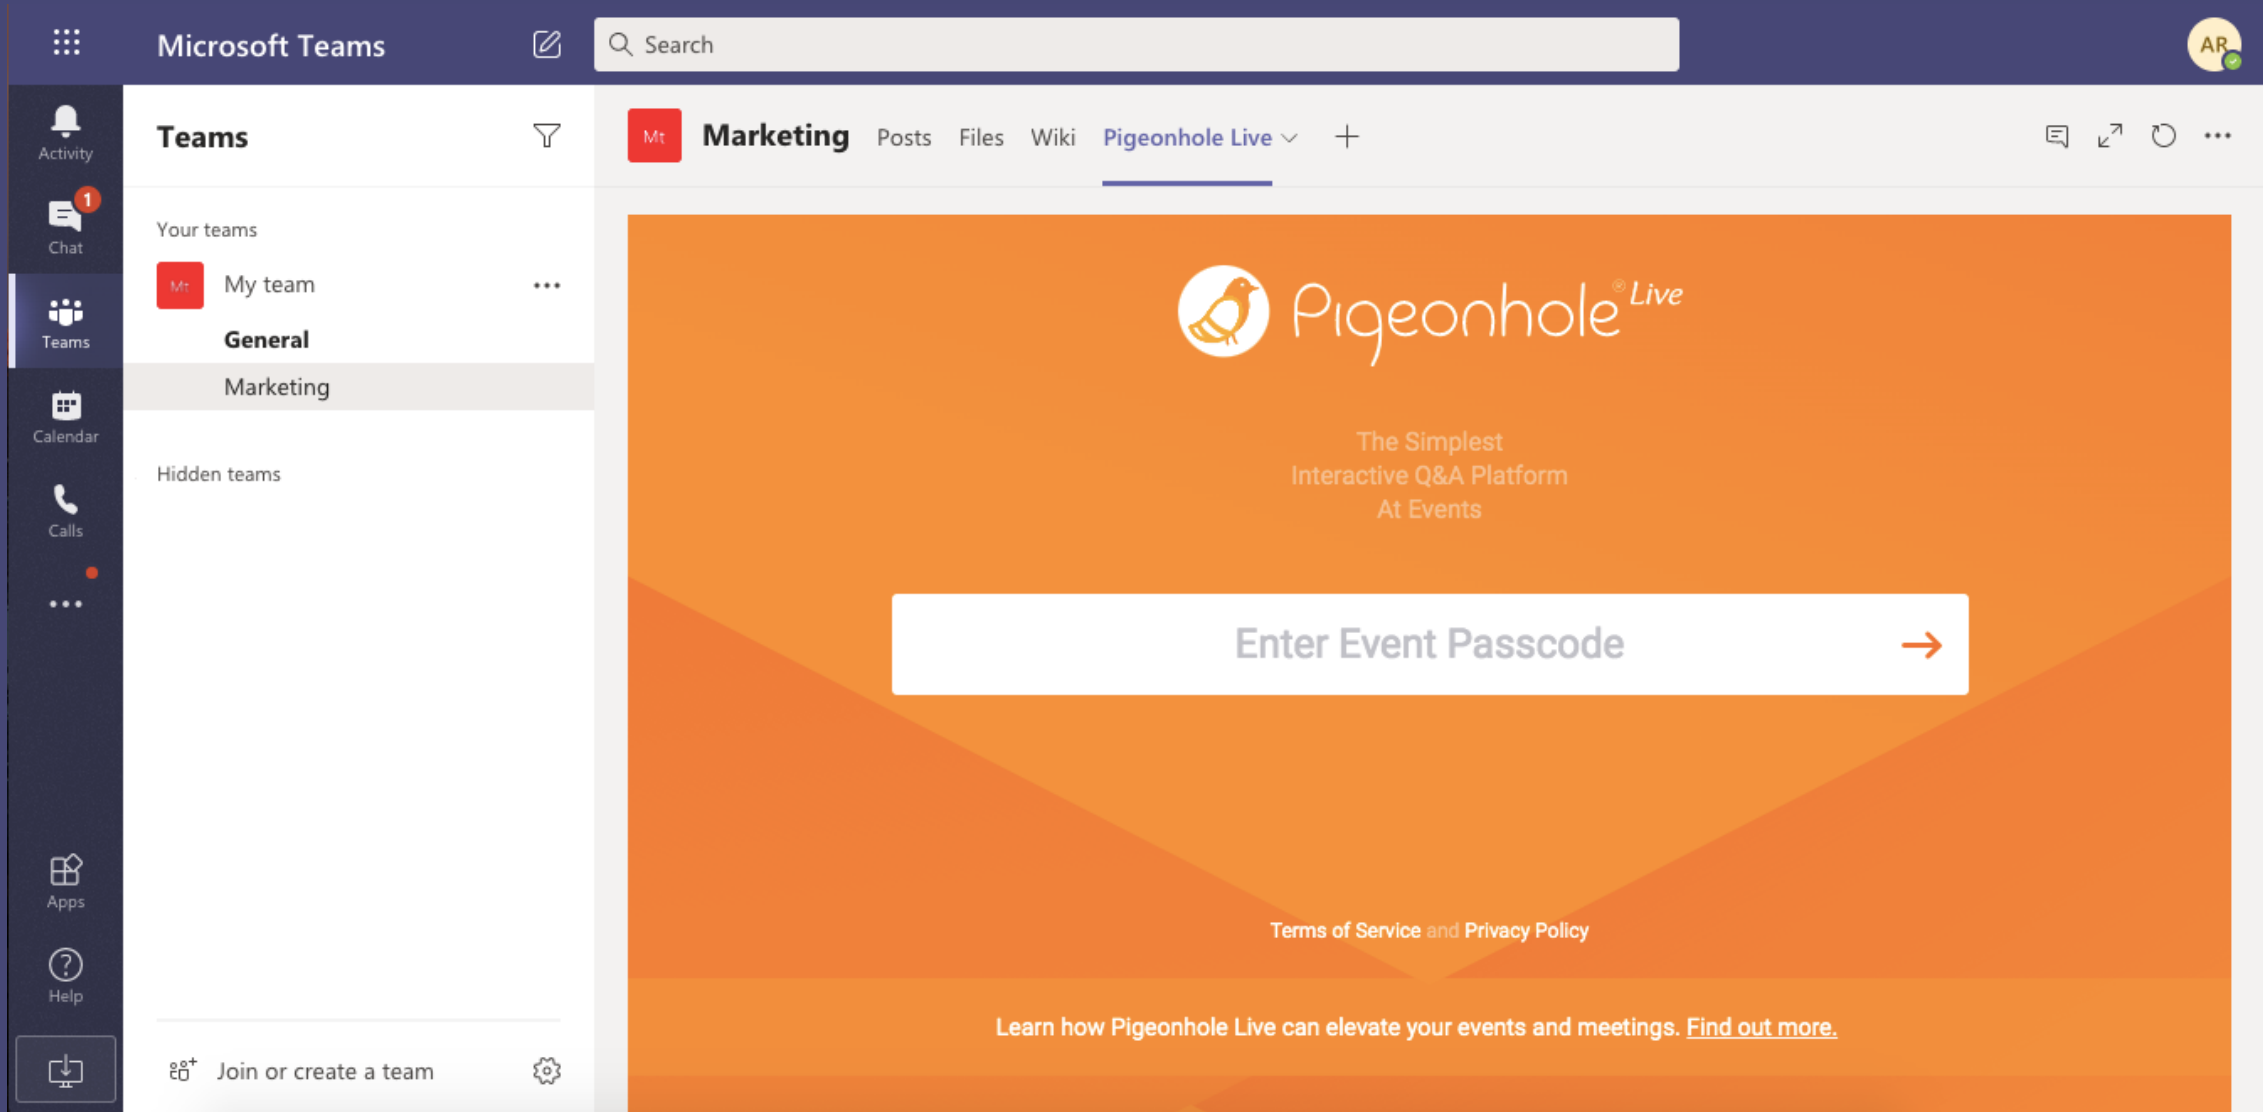 Microsoft Teams
Search
AR
Activity
1
Chat
Teams
Calendar
Calls
Apps
Help
Teams
Your teams
Mt My team
General
Marketing
Hidden teams
Join or create a team
Mt Marketing Posts Files Wiki Pigeonhole Live
Pigeonhole® Live
The Simplest
Interactive Q&A Platform
At Events
Enter Event Passcode
Terms of Service and Privacy Policy
Learn how Pigeonhole Live can elevate your events and meetings. Find out more.